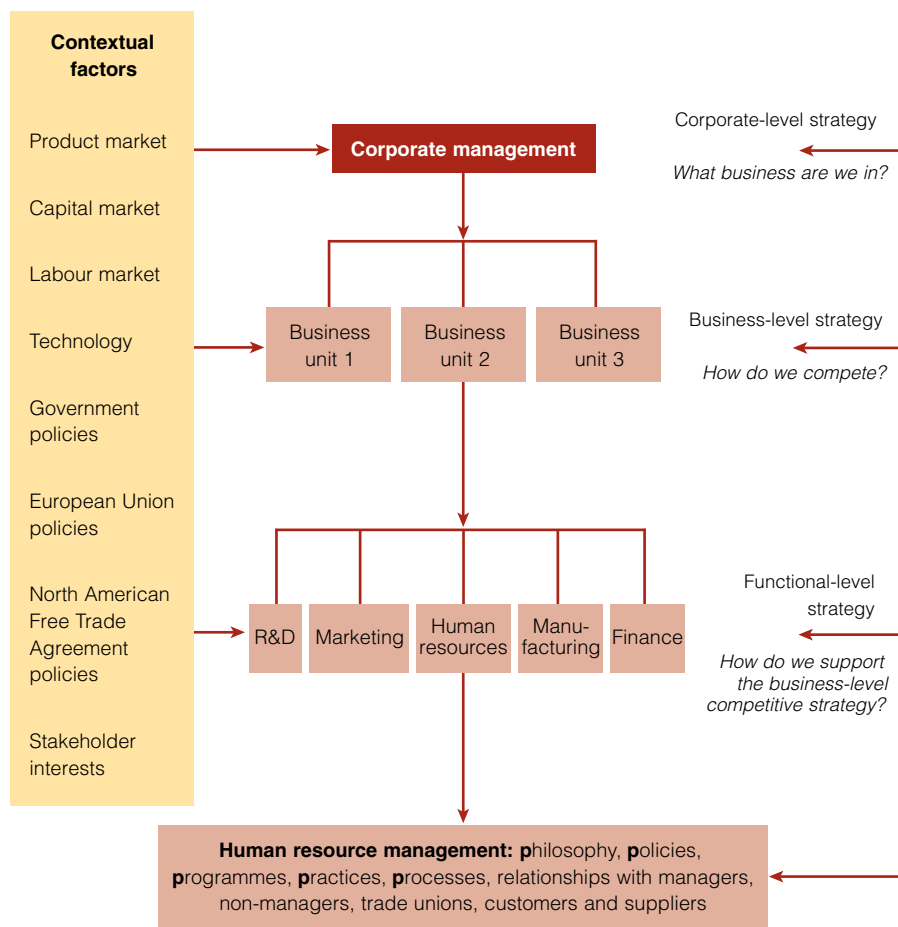 Contextual
factors
Product market
Capital market
Labour market
Technology
Government
policies
European Union
policies
North American
Free Trade
Agreement
policies
Stakeholder
interests
Corporate management
Corporate-level strategy
What business are we in?
Business
unit 1
Business
unit 2
Business
unit 3
Business-level strategy
How do we compete?
R&D
Marketing
Human
resources
Manu-
facturing
Finance
Functional-level
strategy
How do we support
the business-level
competitive strategy?
Human resource management: philosophy, policies,
programmes, practices, processes, relationships with managers,
non-managers, trade unions, customers and suppliers